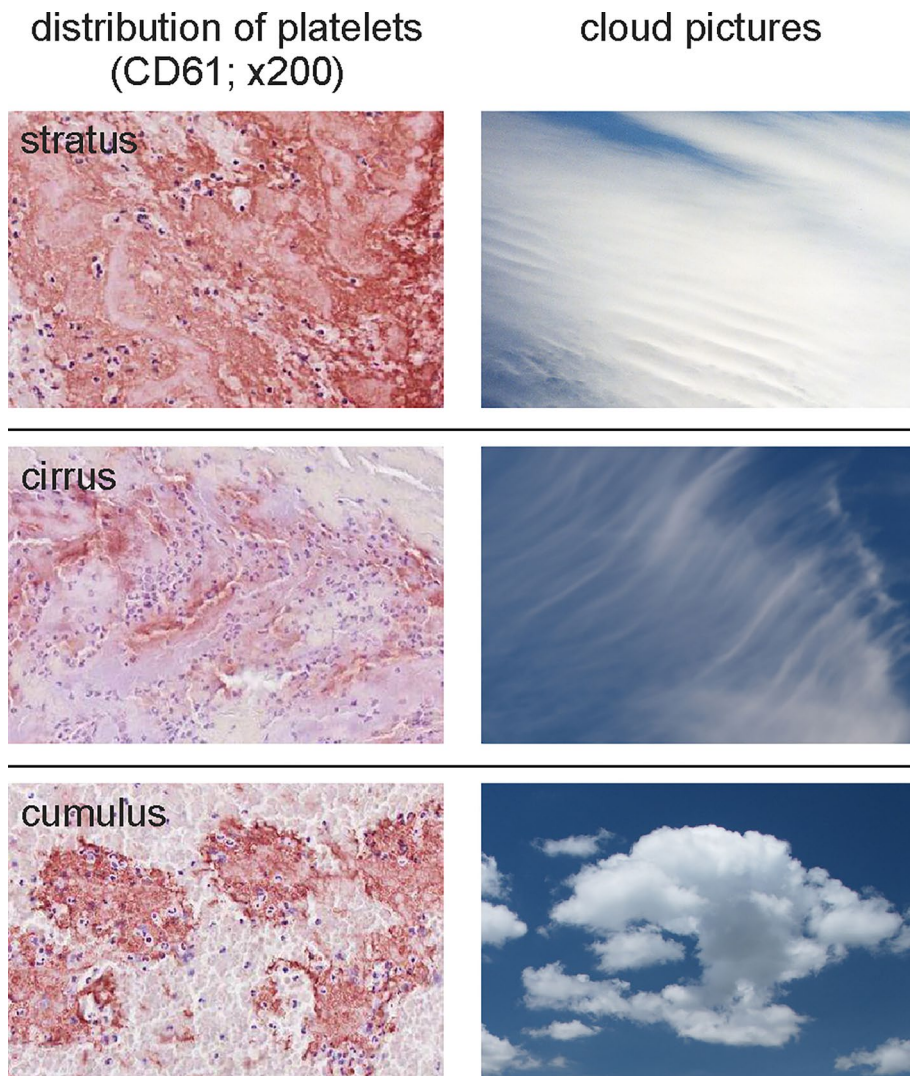 distribution of platelets
(CD61; x200)
cloud pictures
stratus
cirrus
cumulus